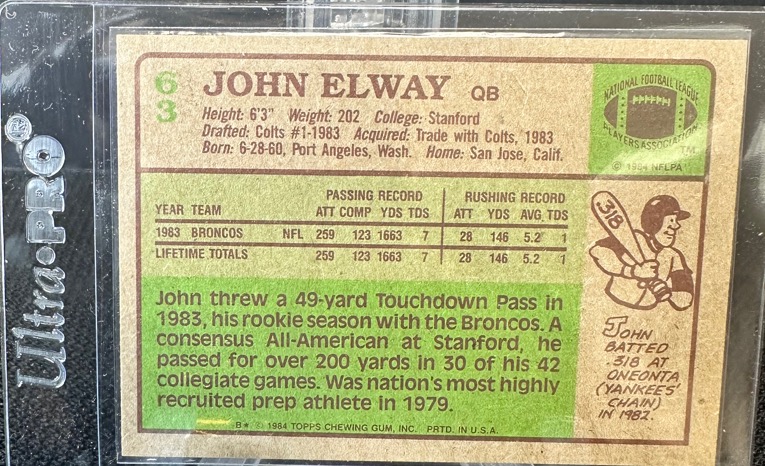 Ultra•PRO®
63
JOHN ELWAY QB
Height: 6'3" Weight: 202 College: Stanford
Drafted: Colts #1-1983 Acquired: Trade with Colts, 1983
Born: 6-28-60, Port Angeles, Wash. Home: San Jose, Calif.
NATIONAL FOOTBALL LEAGUE
PLAYERS ASSOCIATION
TM
© 1984 NFLPA
PASSING RECORD RUSHING RECORD
YEAR TEAM ATT COMP YDS TDS ATT YDS AVG TDS
1983 BRONCOS NFL 259 123 1663 7 28 146 5.2 1
LIFETIME TOTALS 259 123 1663 7 28 146 5.2 1
John threw a 49-yard Touchdown Pass in
1983, his rookie season with the Broncos. A
consensus All-American at Stanford, he
passed for over 200 yards in 30 of his 42
collegiate games. Was nation's most highly
recruited prep athlete in 1979.
318
JOHN
BATTED
318 AT
ONEONTA
(YANKEES'
CHAIN)
IN 1982.
B* © 1984 TOPPS CHEWING GUM, INC. PRTD. IN U.S.A.